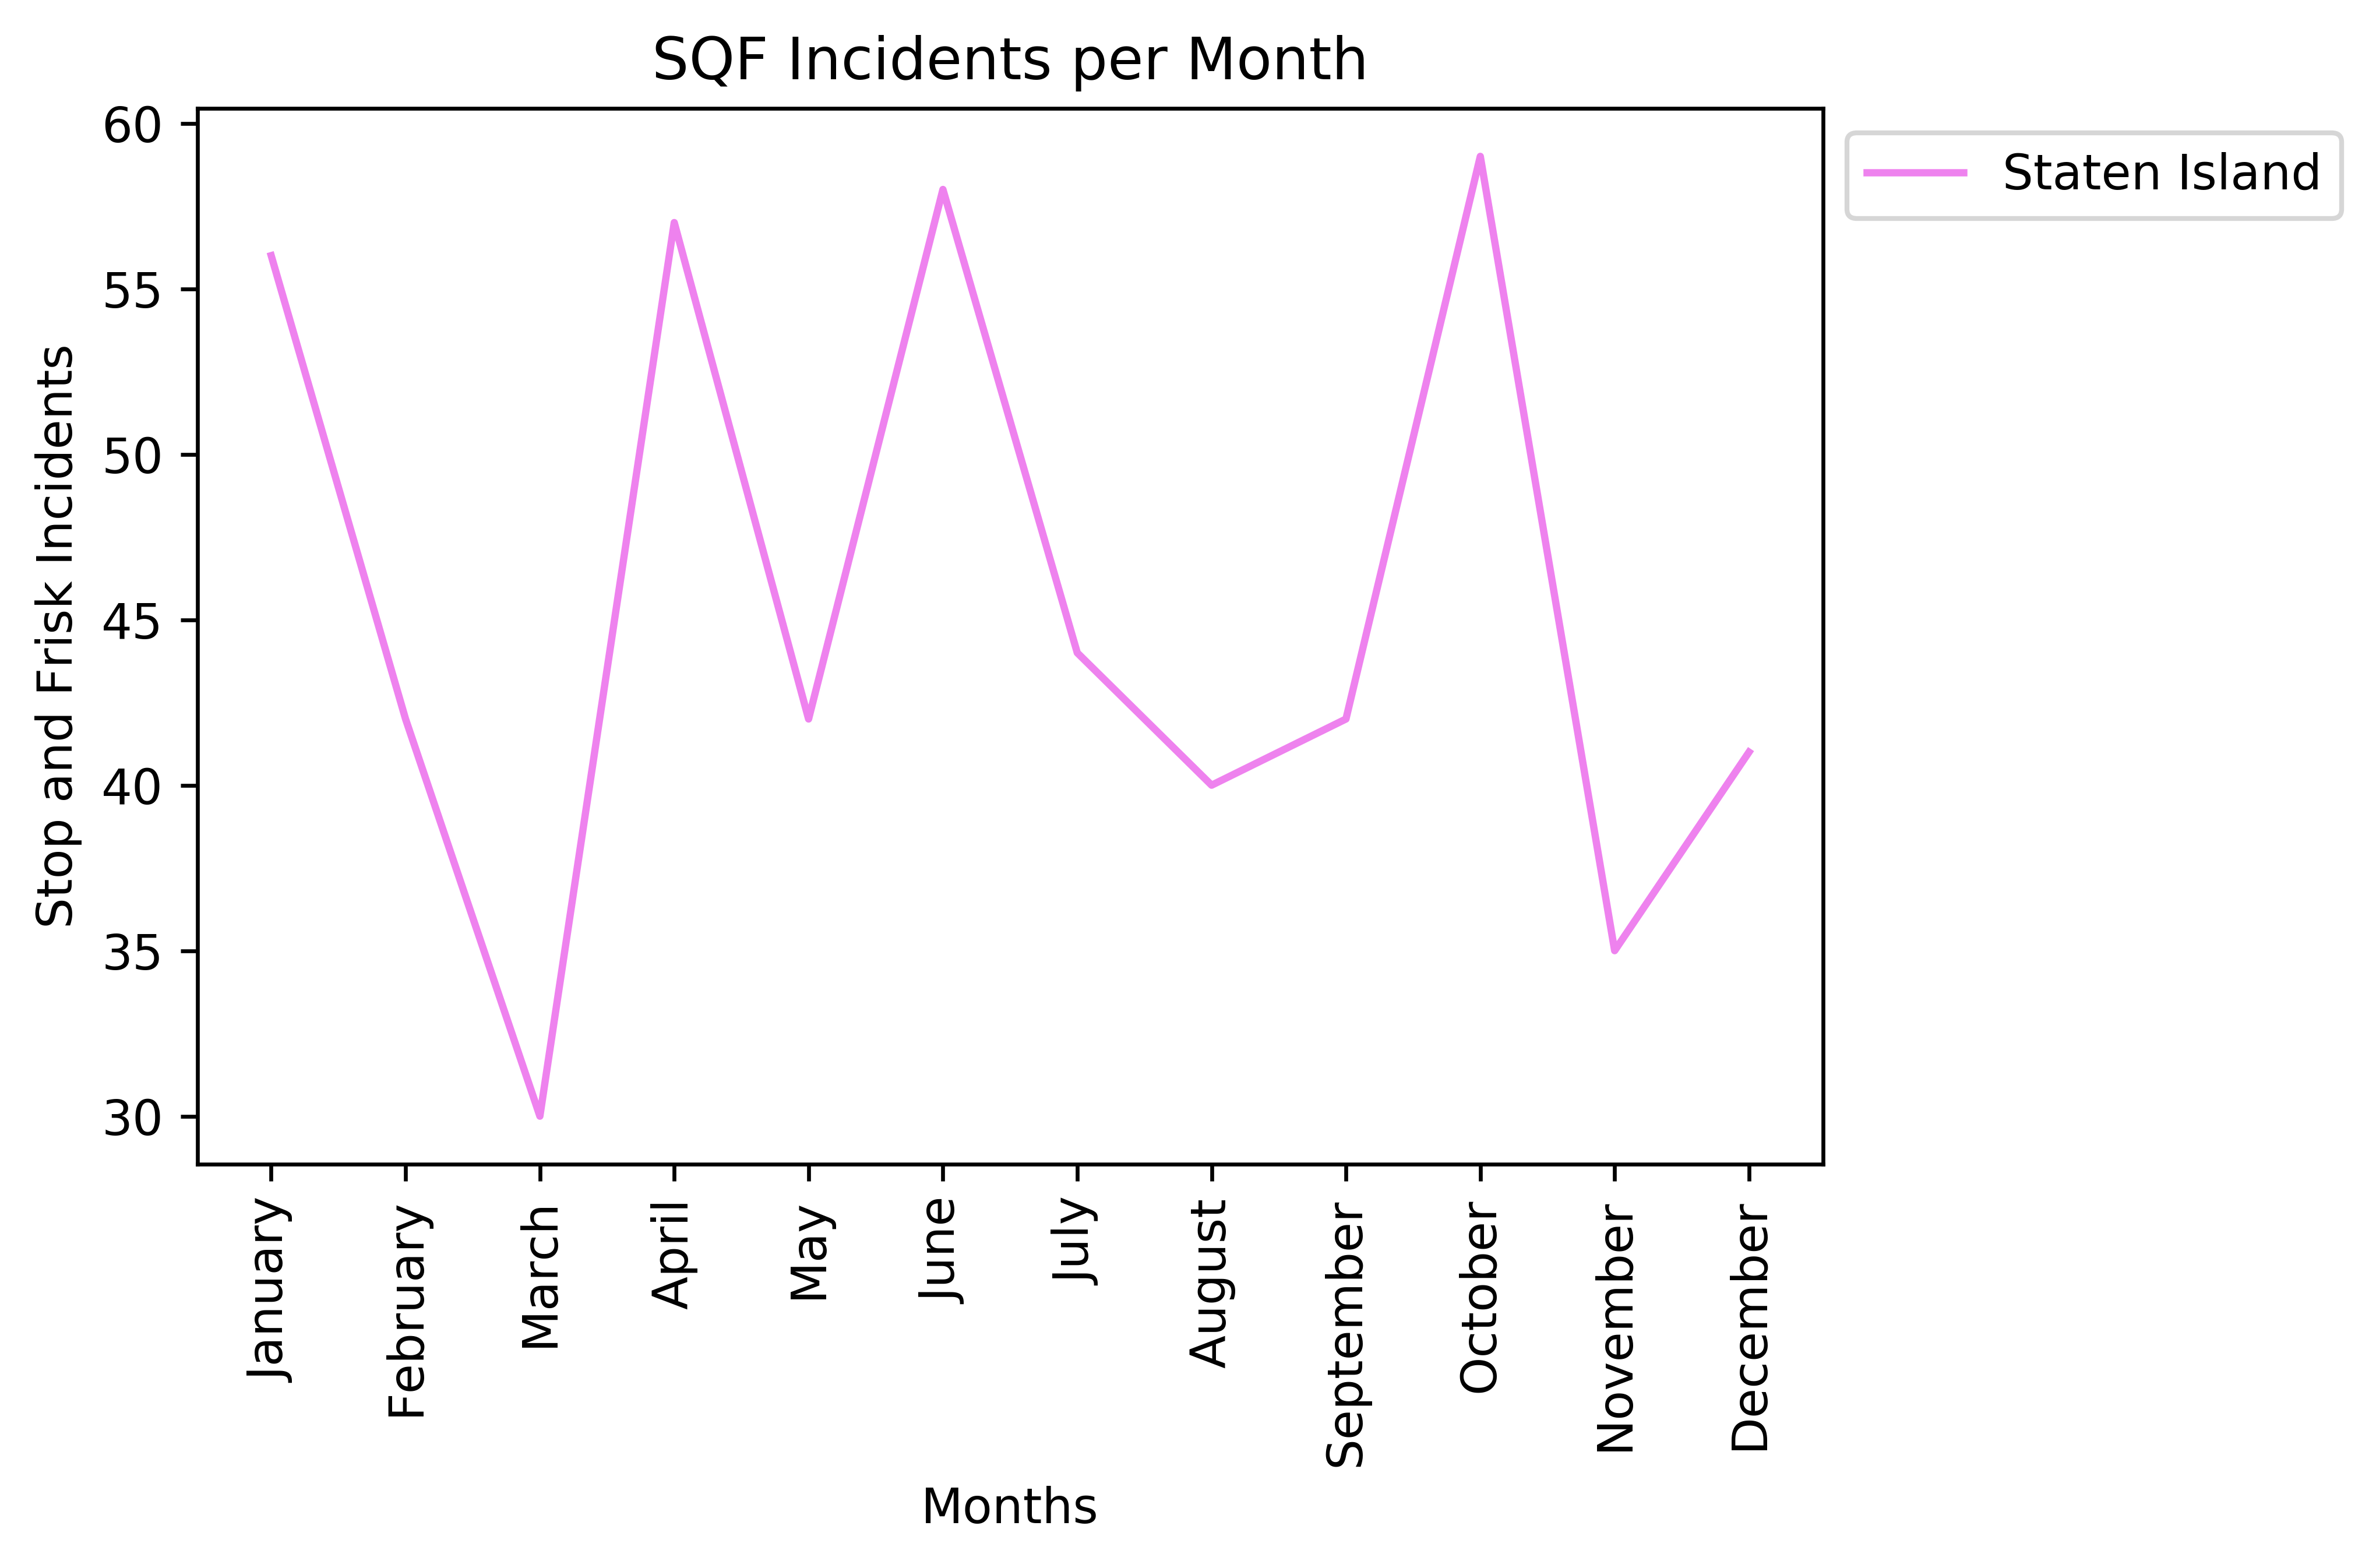 SQF Incidents per Month
Staten Island
Stop and Frisk Incidents
60
55
50
45
40
35
30
January
February
March
April
May
June
July
August
September
October
November
December
Months